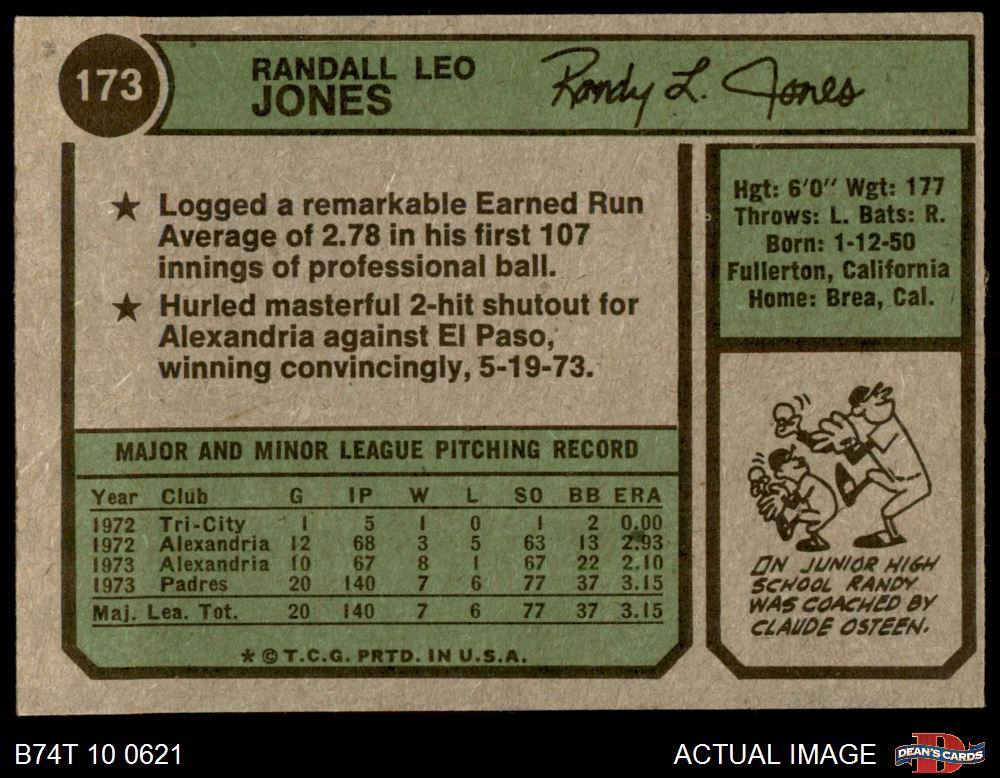 173
RANDALL LEO
JONES
Randy L. Jones
★ Logged a remarkable Earned Run
Average of 2.78 in his first 107
innings of professional ball.
★ Hurled masterful 2-hit shutout for
Alexandria against El Paso,
winning convincingly, 5-19-73.
Hgt: 6'0" Wgt: 177
Throws: L. Bats: R.
Born: 1-12-50
Fullerton, California
Home: Brea, Cal.
MAJOR AND MINOR LEAGUE PITCHING RECORD
Year Club G IP W L SO BB ERA
1972 Tri-City 1 5 1 0 1 2 0.00
1972 Alexandria 12 68 3 5 63 13 2.93
1973 Alexandria 10 67 8 1 67 22 2.10
1973 Padres 20 140 7 6 77 37 3.15
Maj. Lea. Tot. 20 140 7 6 77 37 3.15
* © T.C.G. PRTD. IN U.S.A.
IN JUNIOR HIGH
SCHOOL RANDY
WAS COACHED BY
CLAUDE OSTEEN.
B74T 10 0621
ACTUAL IMAGE
D
DEAN'S CARDS